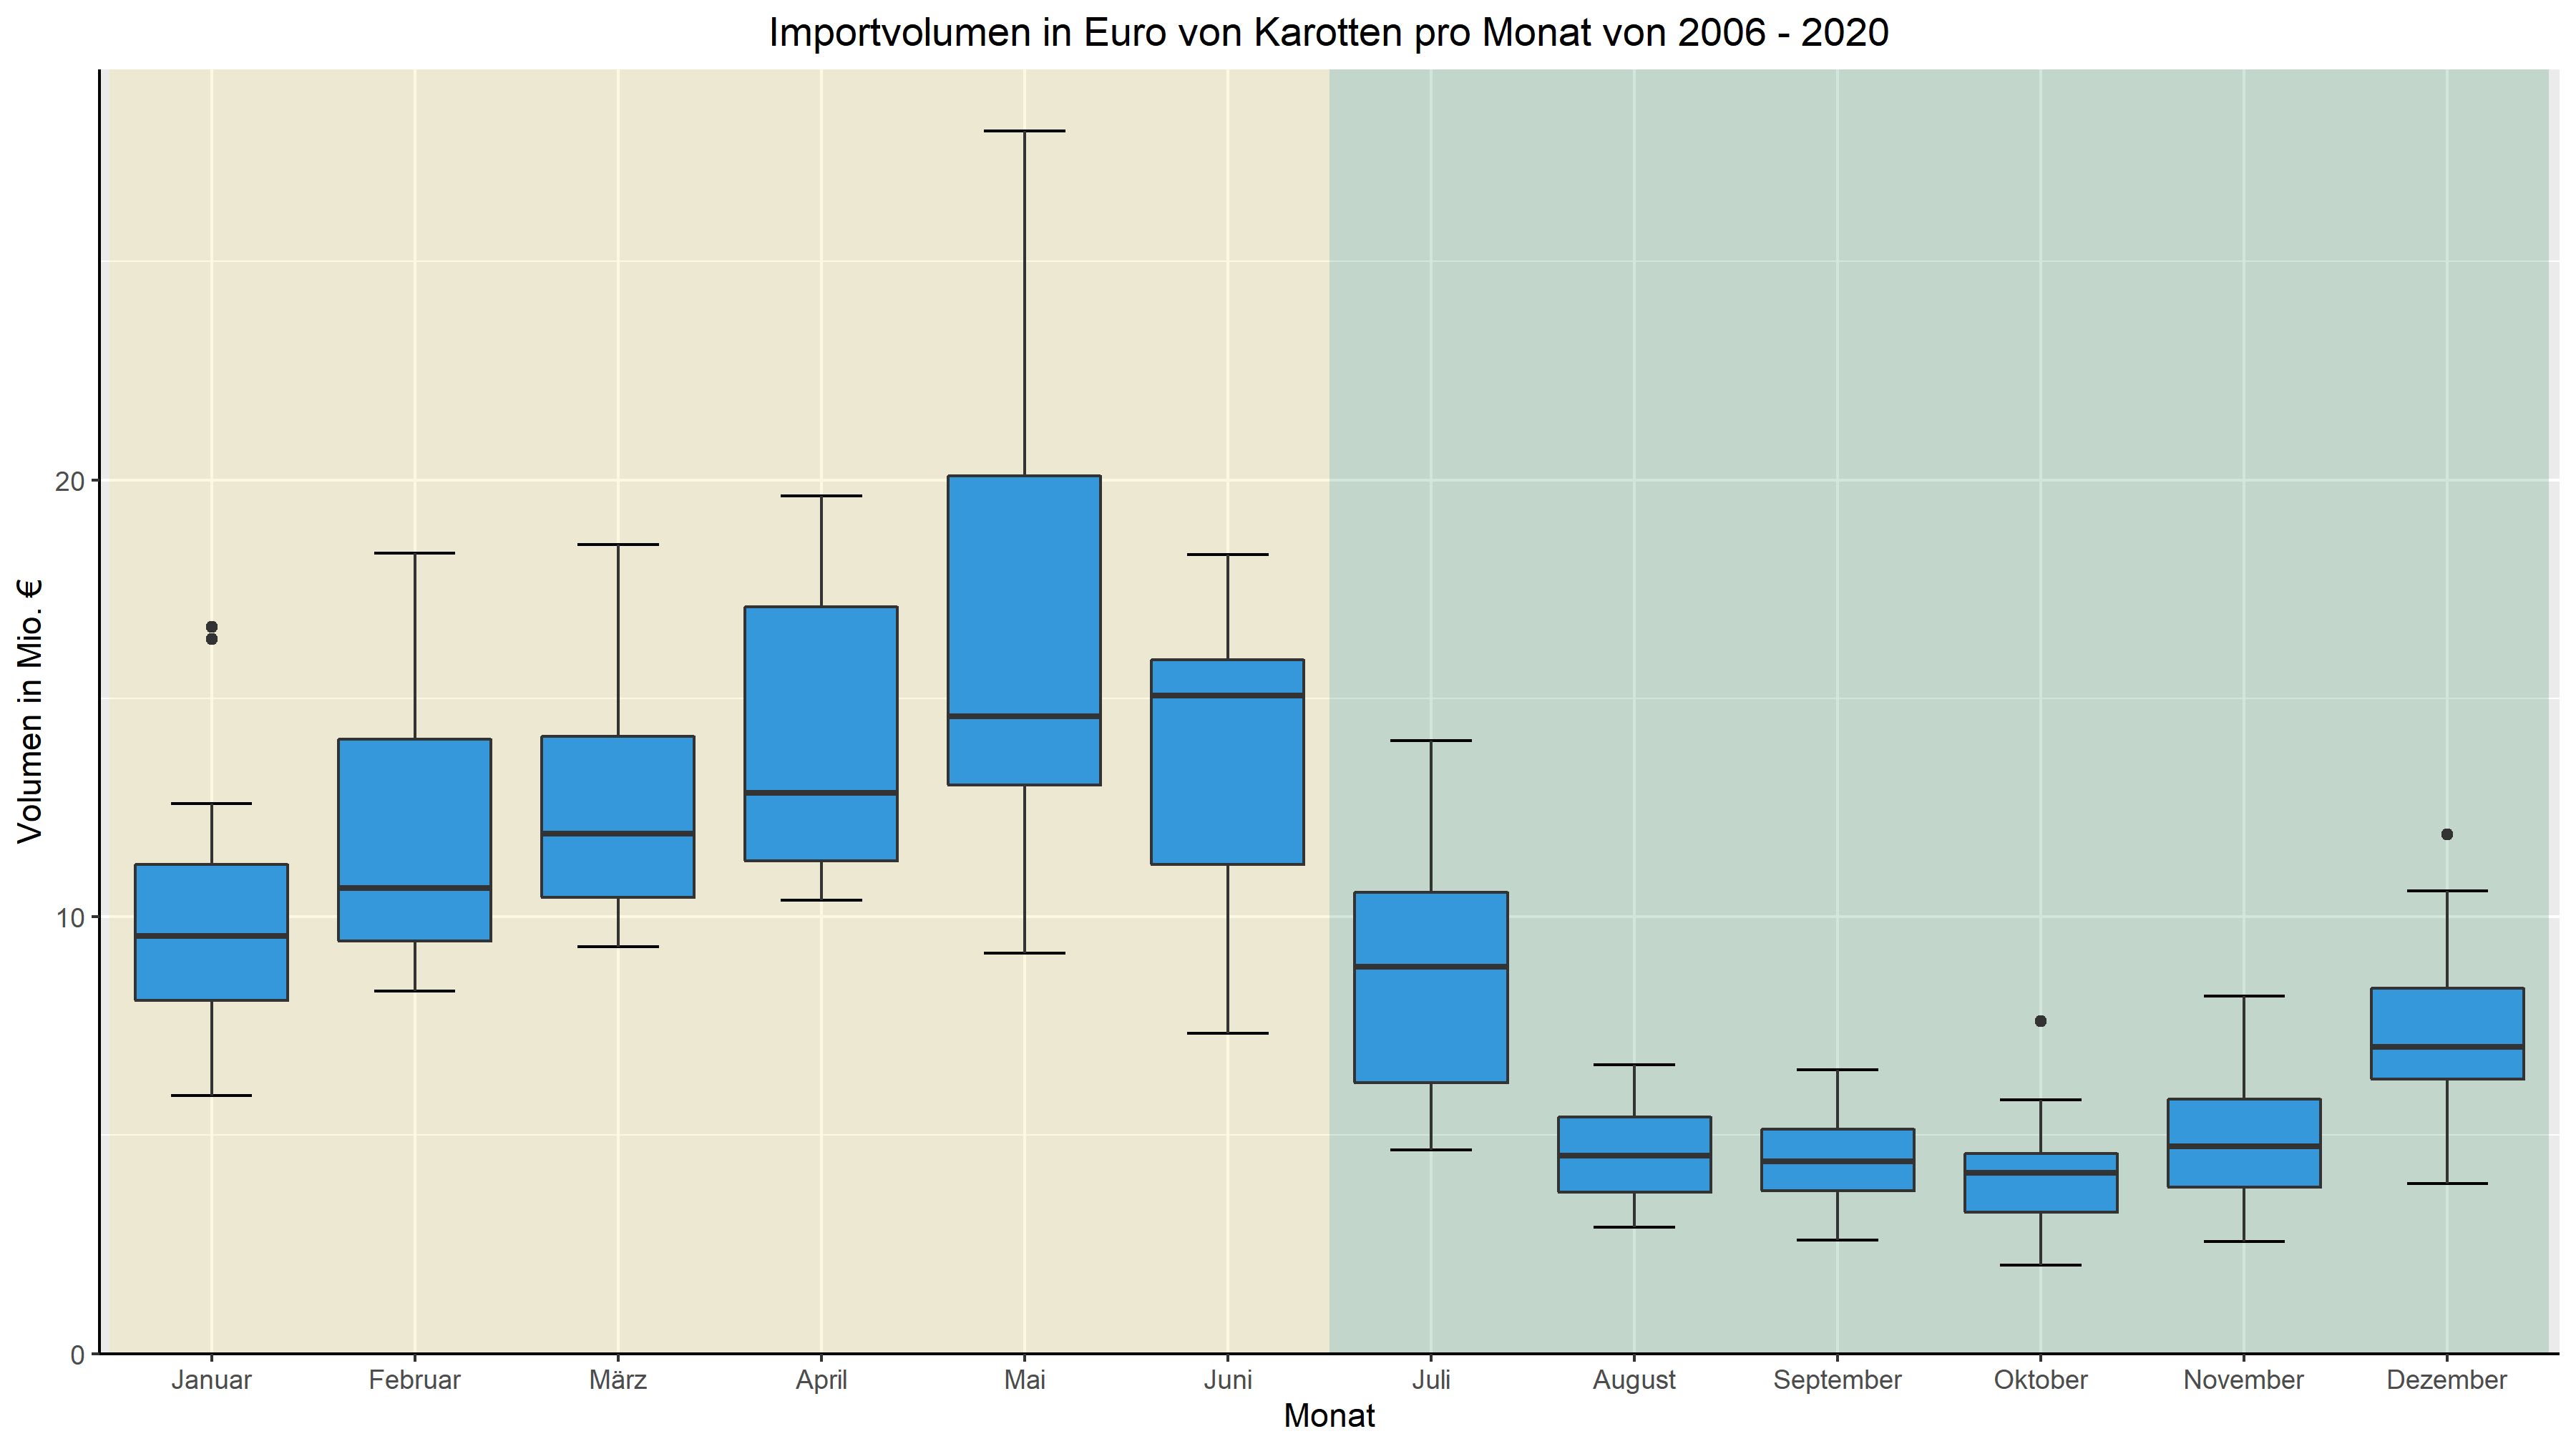 Importvolumen in Euro von Karotten pro Monat von 2006 - 2020
Volumen in Mio. €
20
10
0
Januar Februar März April Mai Juni Juli August September Oktober November Dezember
Monat